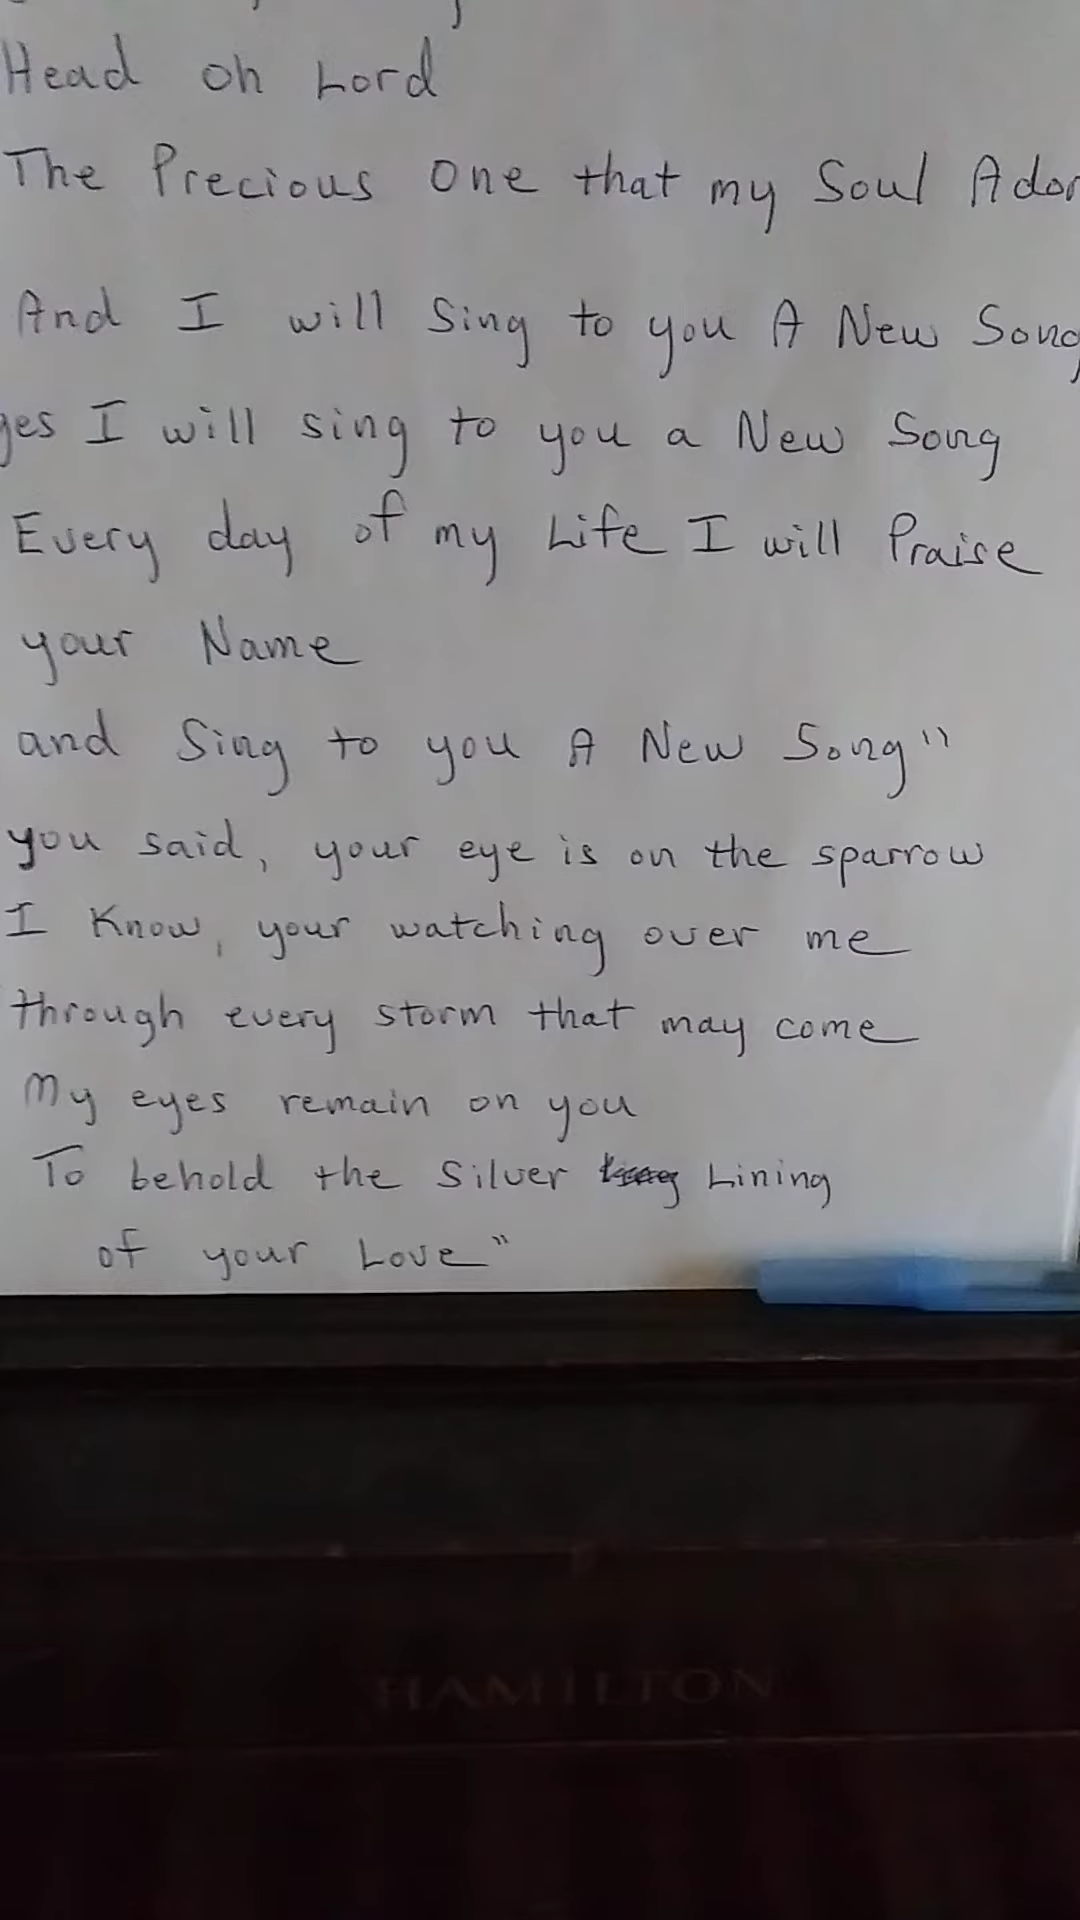 Head oh Lord
The Precious One that my Soul Ador
And I will Sing to you A New Song
yes I will sing to you a New Song
Every day of my Life I will Praise
your Name
and Sing to you A New Song"
you said, your eye is on the sparrow
I Know, your watching over me
through every storm that may come
My eyes remain on you
To behold the Silver Lining
of your Love"
HAMILTON